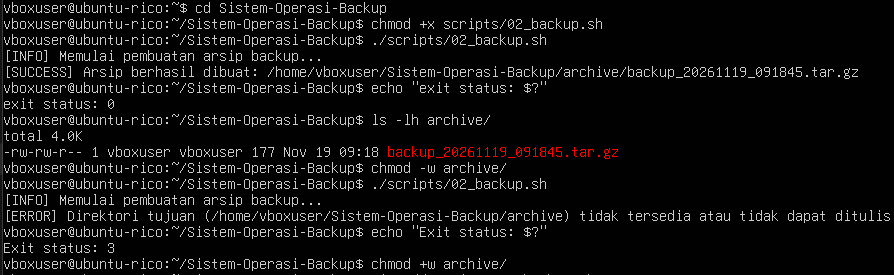 vboxuser@ubuntu-rico:~$ cd Sistem-Operasi-Backup
vboxuser@ubuntu-rico:~/Sistem-Operasi-Backup$ chmod +x scripts/02_backup.sh
vboxuser@ubuntu-rico:~/Sistem-Operasi-Backup$ ./scripts/02_backup.sh
[INFO] Memulai pembuatan arsip backup...
[SUCCESS] Arsip berhasil dibuat: /home/vboxuser/Sistem-Operasi-Backup/archive/backup_20261119_091845.tar.gz
vboxuser@ubuntu-rico:~/Sistem-Operasi-Backup$ echo "exit status: $?"
exit status: 0
vboxuser@ubuntu-rico:~/Sistem-Operasi-Backup$ ls -lh archive/
total 4.0K
-rw-rw-r-- 1 vboxuser vboxuser 177 Nov 19 09:18 backup_20261119_091845.tar.gz
vboxuser@ubuntu-rico:~/Sistem-Operasi-Backup$ chmod -w archive/
vboxuser@ubuntu-rico:~/Sistem-Operasi-Backup$ ./scripts/02_backup.sh
[INFO] Memulai pembuatan arsip backup...
[ERROR] Direktori tujuan (/home/vboxuser/Sistem-Operasi-Backup/archive) tidak tersedia atau tidak dapat ditulis
vboxuser@ubuntu-rico:~/Sistem-Operasi-Backup$ echo "Exit status: $?"
Exit status: 3
vboxuser@ubuntu-rico:~/Sistem-Operasi-Backup$ chmod +w archive/